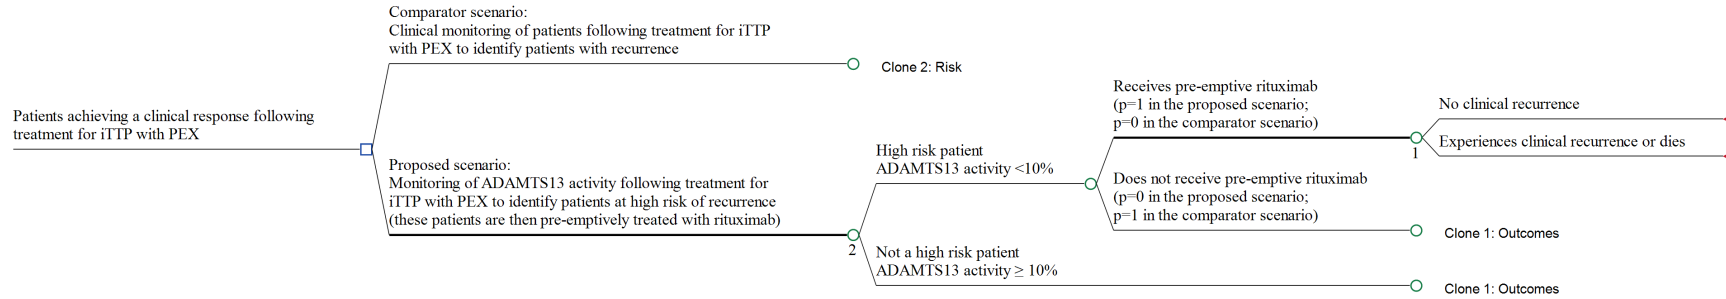 Comparator scenario:
Clinical monitoring of patients following treatment for iTTP
with PEX to identify patients with recurrence
Clone 2: Risk
Patients achieving a clinical response following
treatment for iTTP with PEX
Proposed scenario:
Monitoring of ADAMTS13 activity following treatment for
iTTP with PEX to identify patients at high risk of recurrence
(these patients are then pre-emptively treated with rituximab)
2
High risk patient
ADAMTS13 activity <10%
Receives pre-emptive rituximab
(p=1 in the proposed scenario;
p=0 in the comparator scenario)
1
No clinical recurrence
Experiences clinical recurrence or dies
Does not receive pre-emptive rituximab
(p=0 in the proposed scenario;
p=1 in the comparator scenario)
Clone 1: Outcomes
Not a high risk patient
ADAMTS13 activity ≥ 10%
Clone 1: Outcomes